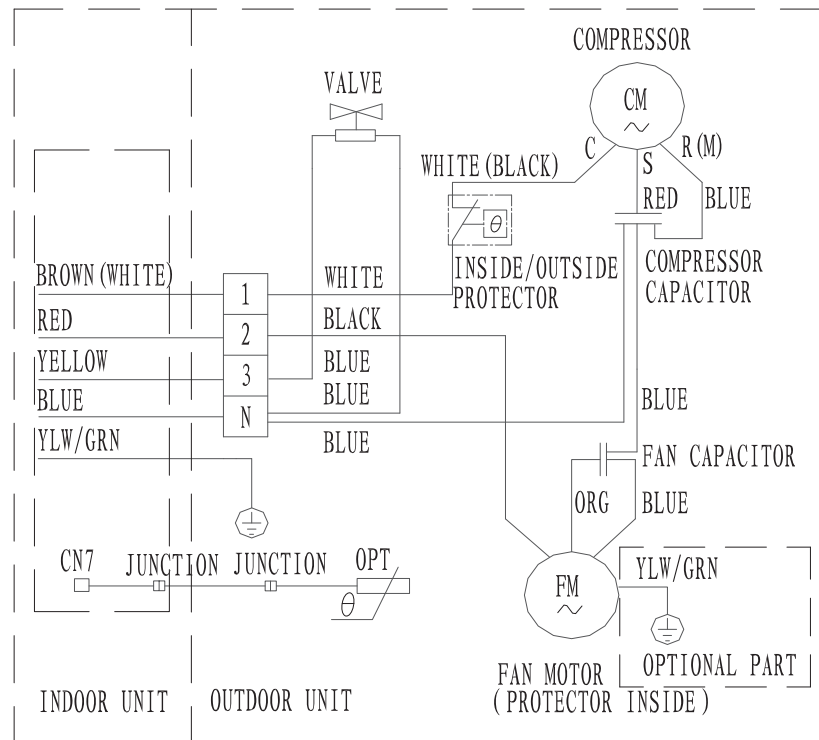 COMPRESSOR
VALVE
CM
C
S
R(M)
WHITE(BLACK)
RED
BLUE
θ
INSIDE/OUTSIDE
PROTECTOR
COMPRESSOR
CAPACITOR
BROWN(WHITE)
1
WHITE
RED
2
BLACK
YELLOW
3
BLUE
BLUE
BLUE
N
BLUE
BLUE
YLW/GRN
FAN CAPACITOR
ORG
BLUE
CN7
JUNCTION
JUNCTION
OPT
θ
FM
YLW/GRN
OPTIONAL PART
FAN MOTOR
(PROTECTOR INSIDE)
INDOOR UNIT
OUTDOOR UNIT